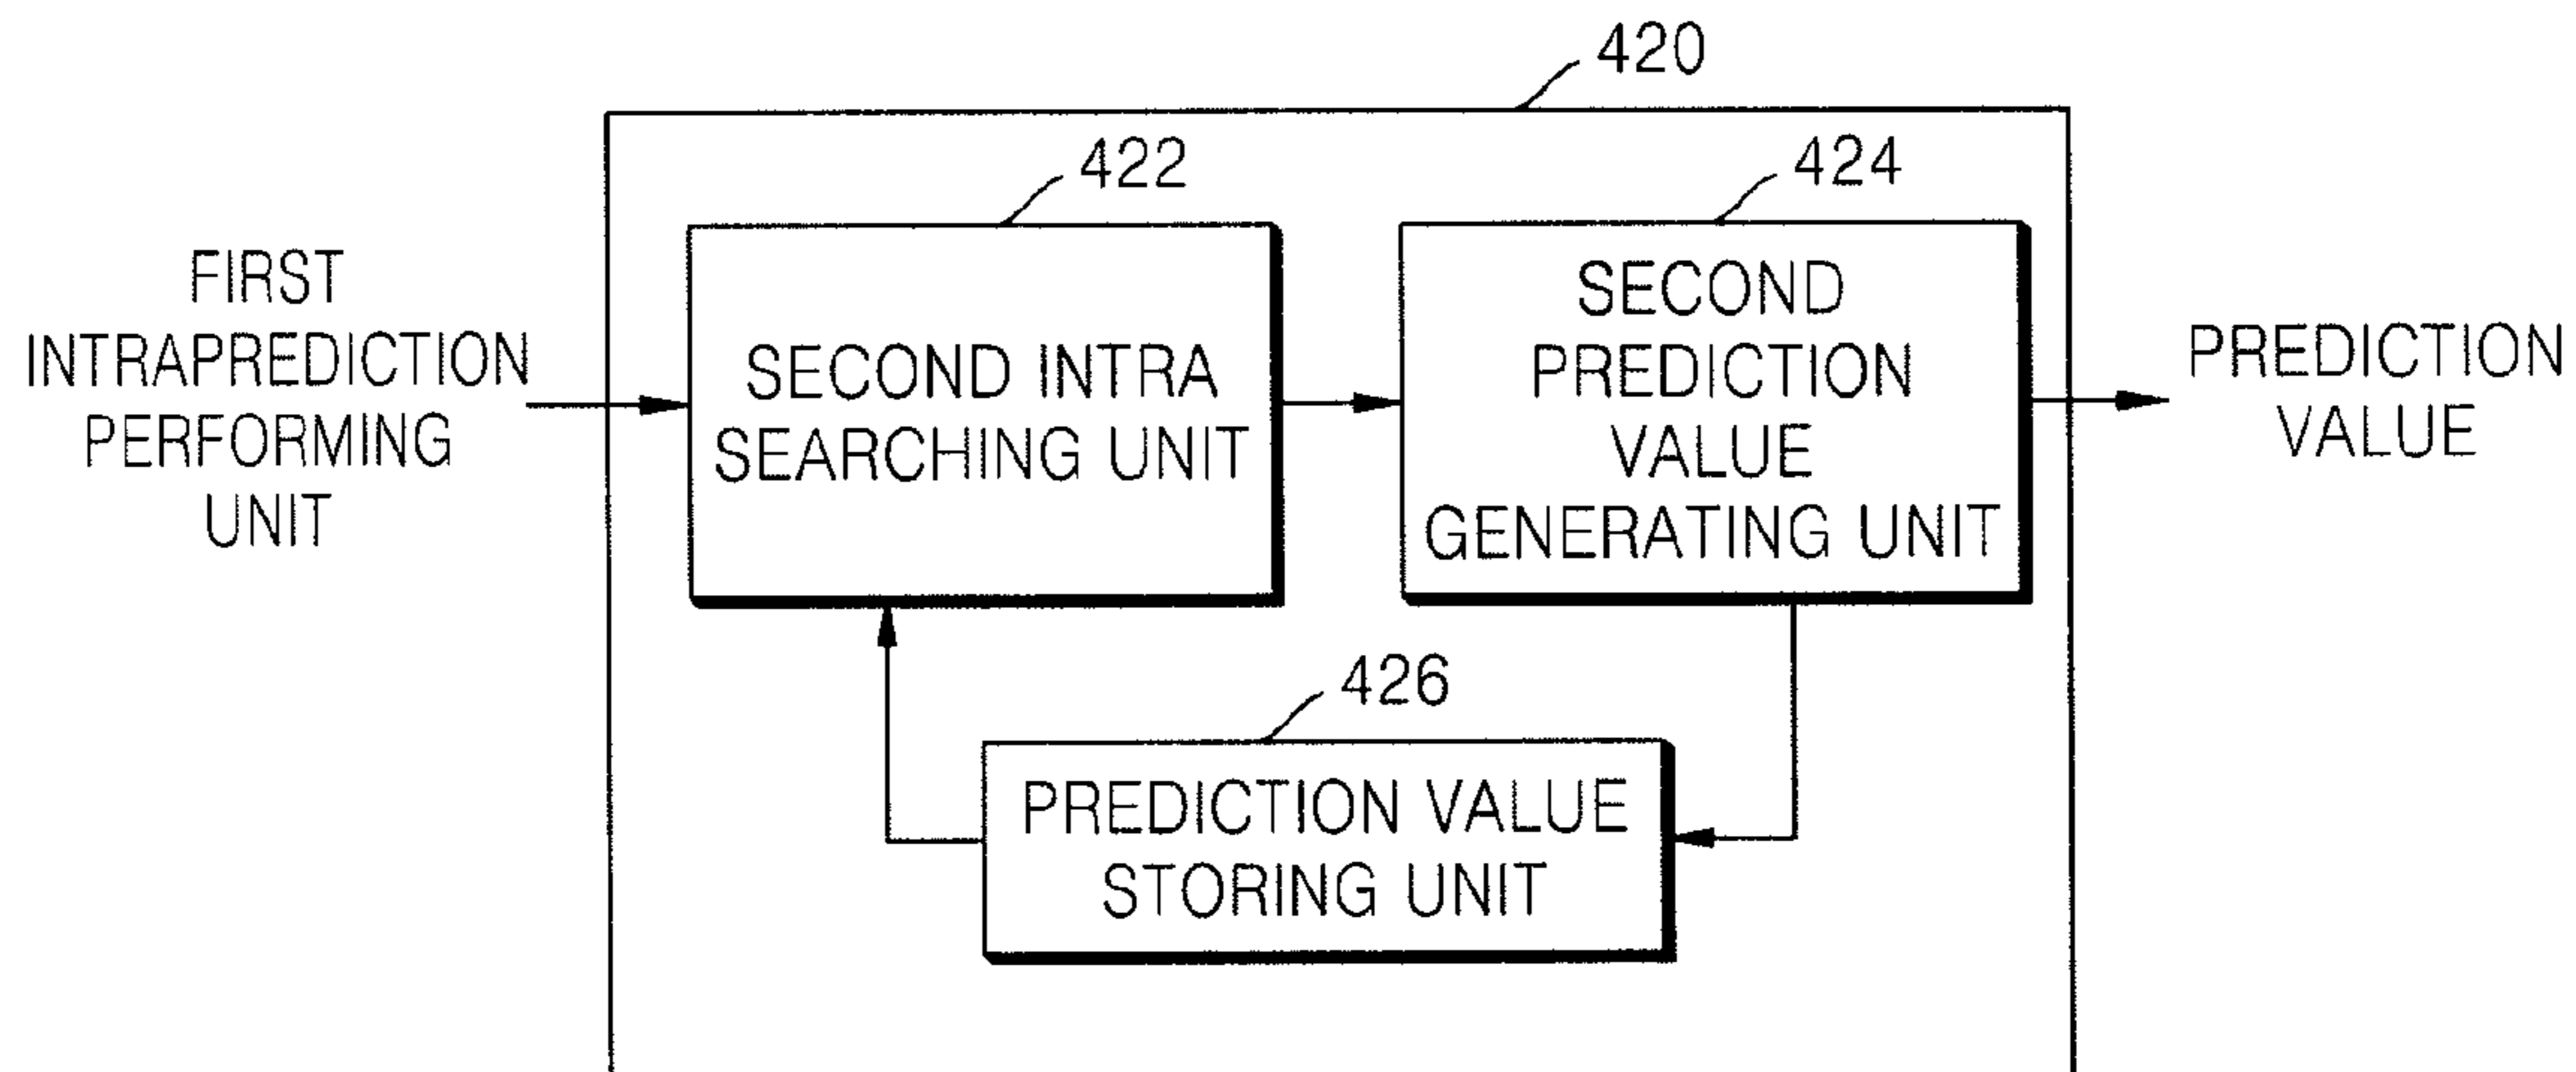 420
422
424
FIRST
INTRAPREDICTION
PERFORMING
UNIT
SECOND INTRA
SEARCHING UNIT
SECOND
PREDICTION
VALUE
GENERATING UNIT
PREDICTION
VALUE
426
PREDICTION VALUE
STORING UNIT